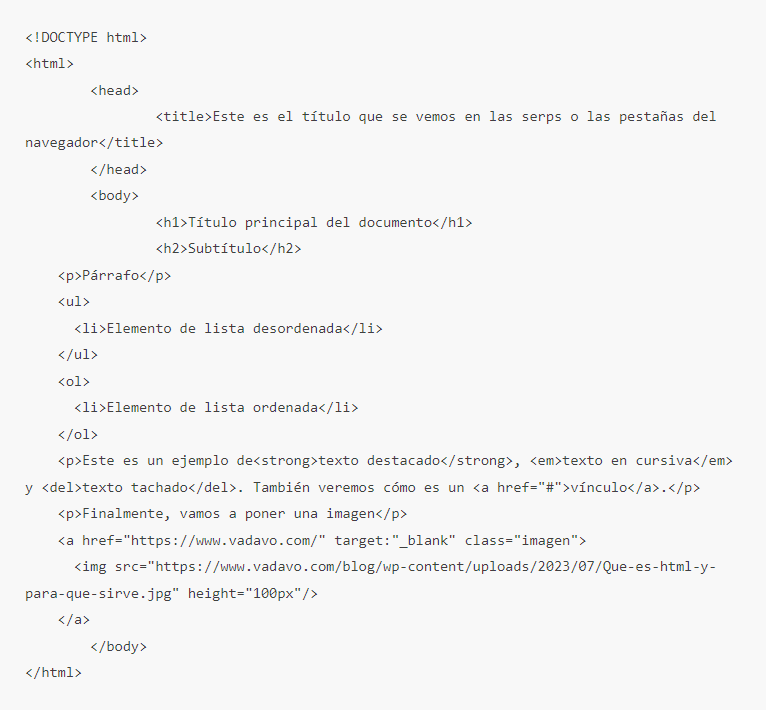 <!DOCTYPE html>
<html>
<head>
<title>Este es el título que se vemos en las serps o las pestañas del
navegador</title>
</head>
<body>
<h1>Título principal del documento</h1>
<h2>Subtítulo</h2>
<p>Párrafo</p>
<ul>
<li>Elemento de lista desordenada</li>
</ul>
<ol>
<li>Elemento de lista ordenada</li>
</ol>
<p>Este es un ejemplo de<strong>texto destacado</strong>, <em>texto en cursiva</em>
y <del>texto tachado</del>. También veremos cómo es un <a href="#">vínculo</a>.</p>
<p>Finalmente, vamos a poner una imagen</p>
<a href="https://www.vadavo.com/" target:"_blank" class="imagen">
<img src="https://www.vadavo.com/blog/wp-content/uploads/2023/07/Que-es-html-y-
para-que-sirve.jpg" height="100px"/>
</a>
</body>
</html>